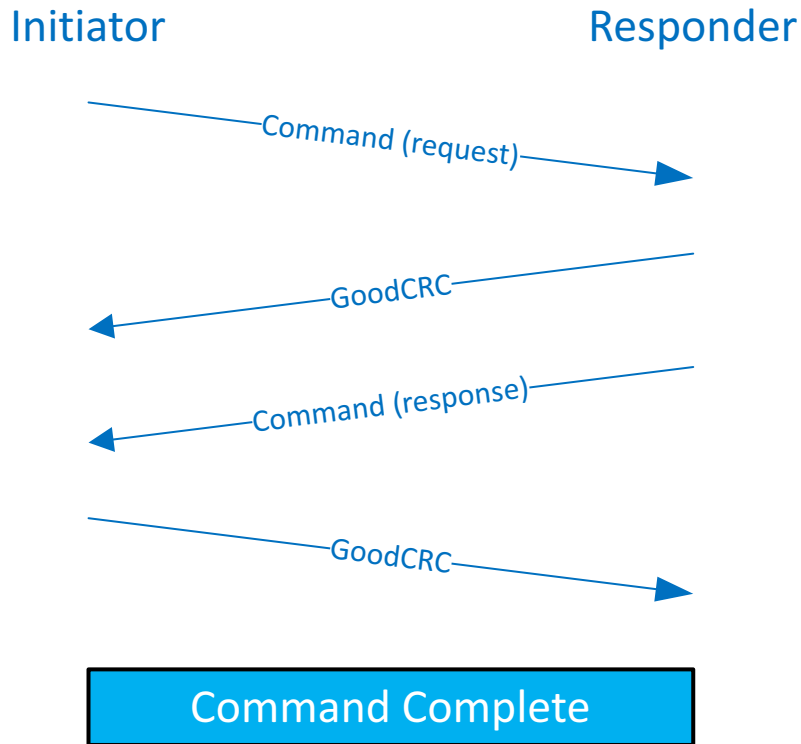 Initiator
Responder
Command (request)
GoodCRC
Command (response)
GoodCRC
Command Complete